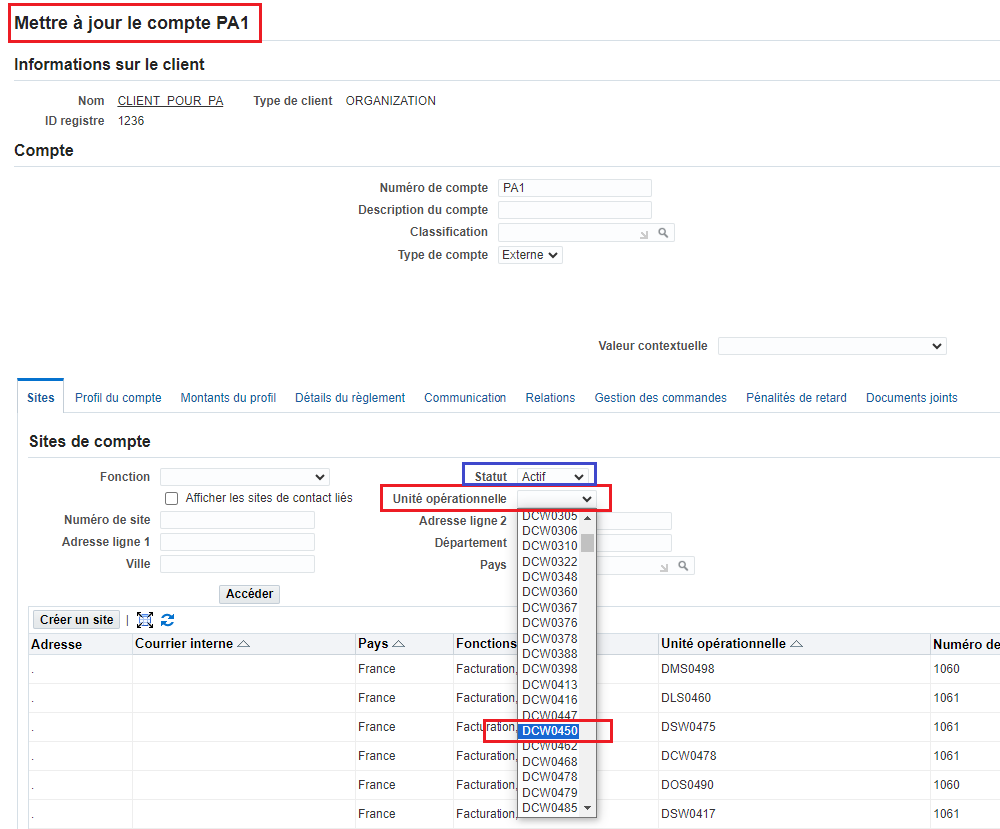 Mettre à jour le compte PA1
Informations sur le client
Nom CLIENT_POUR_PA Type de client ORGANIZATION
ID registre 1236
Compte
Numéro de compte PA1
Description du compte
Classification
Type de compte Externe
Valeur contextuelle
Sites Profil du compte Montants du profil Détails du règlement Communication Relations Gestion des commandes Pénalités de retard Documents joints
Sites de compte
Fonction Statut Actif
Afficher les sites de contact liés Unité opérationnelle
Numéro de site Adresse ligne 2
Adresse ligne 1 Département
Ville Pays
DCW0305
DCW0306
DCW0310
DCW0322
DCW0348
DCW0360
DCW0367
DCW0376
DCW0378
DCW0388
DCW0398
DCW0413
DCW0416
DCW0447
DCW0450
DCW0462
DCW0468
DCW0478
DCW0479
DCW0485
Accéder
Créer un site |
Adresse Courrier interne Pays Fonctions Unité opérationnelle Numéro de
. France Facturation, DMS0498 1060
. France Facturation, DLS0460 1061
. France Facturation, DSW0475 1061
. France Facturation, DCW0478 1061
. France Facturation, DOS0490 1060
. France Facturation, DSW0417 1061